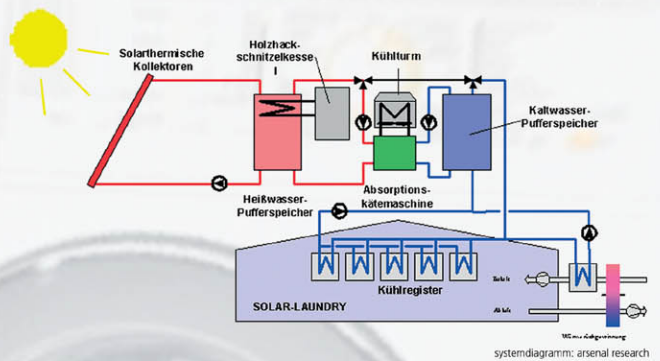 Solarthermische
Kollektoren
Holzhack-
schnitzelkesse
l
Kühlturm
Kaltwasser-
Pufferspeicher
Heißwasser-
Pufferspeicher
Absorptions-
kätemaschine
Kühlregister
SOLAR-LAUNDRY
systemdiagramm: arsenal research